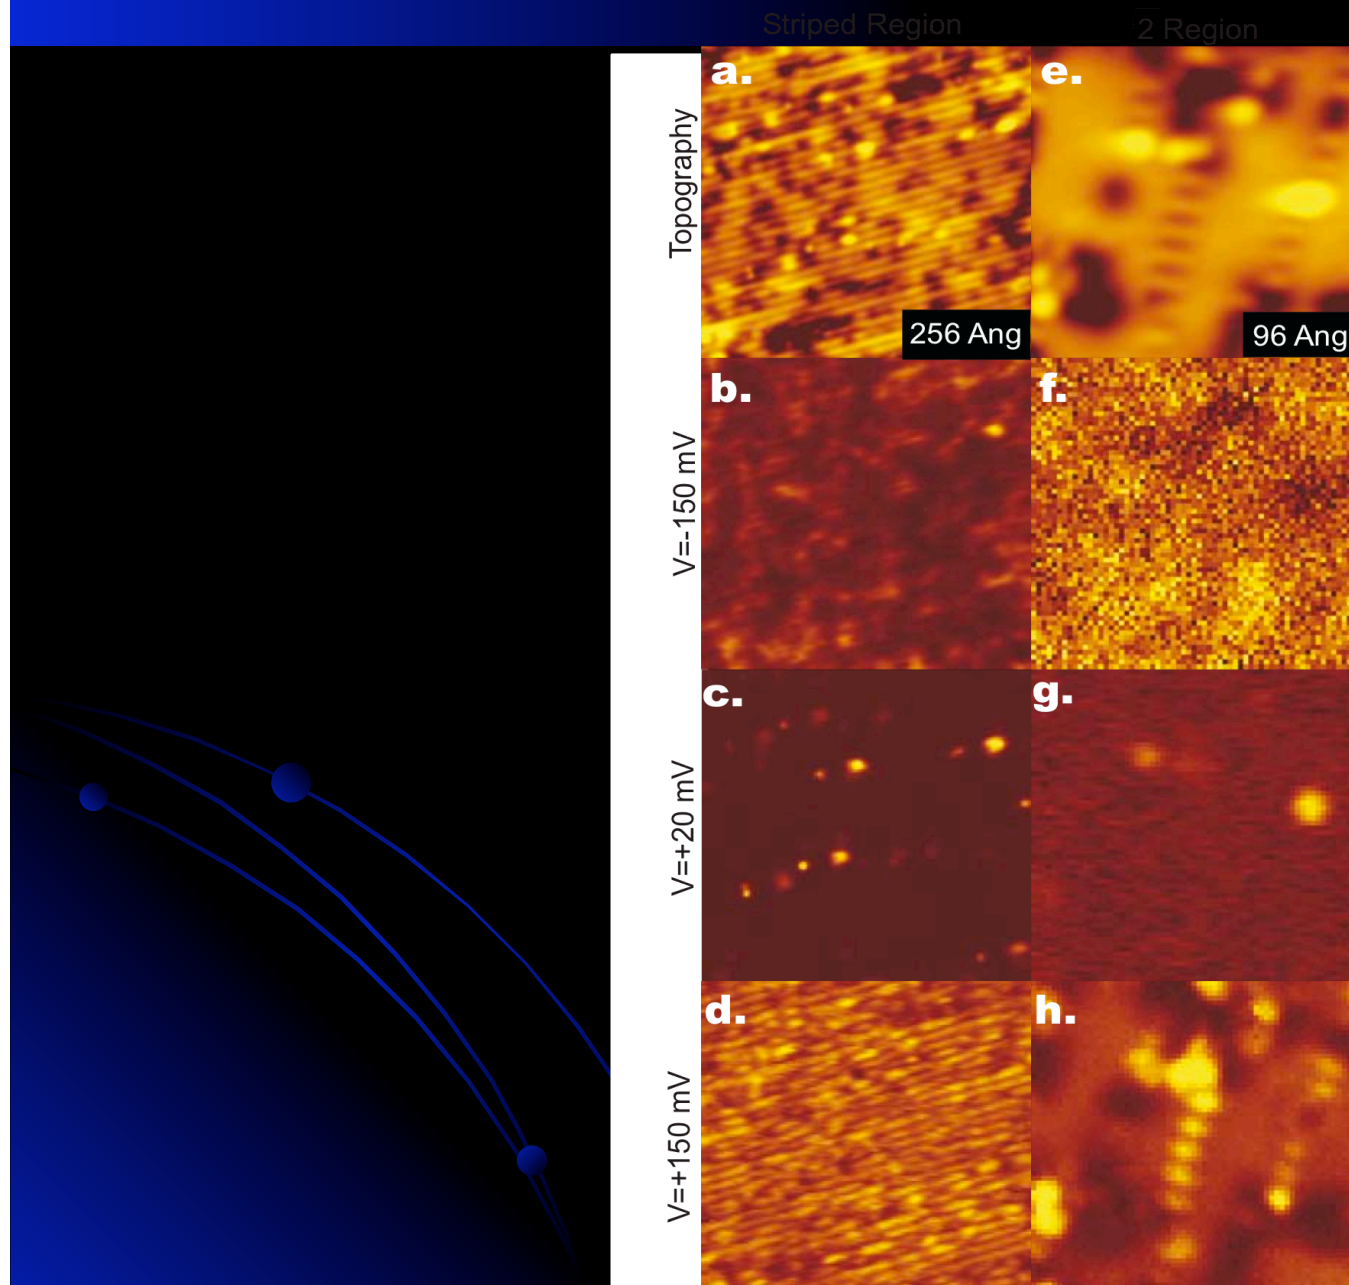 Striped Region
2 Region
Topography
a.
e.
256 Ang
96 Ang
V=-150 mV
b.
f.
V=+20 mV
c.
g.
V=+150 mV
d.
h.